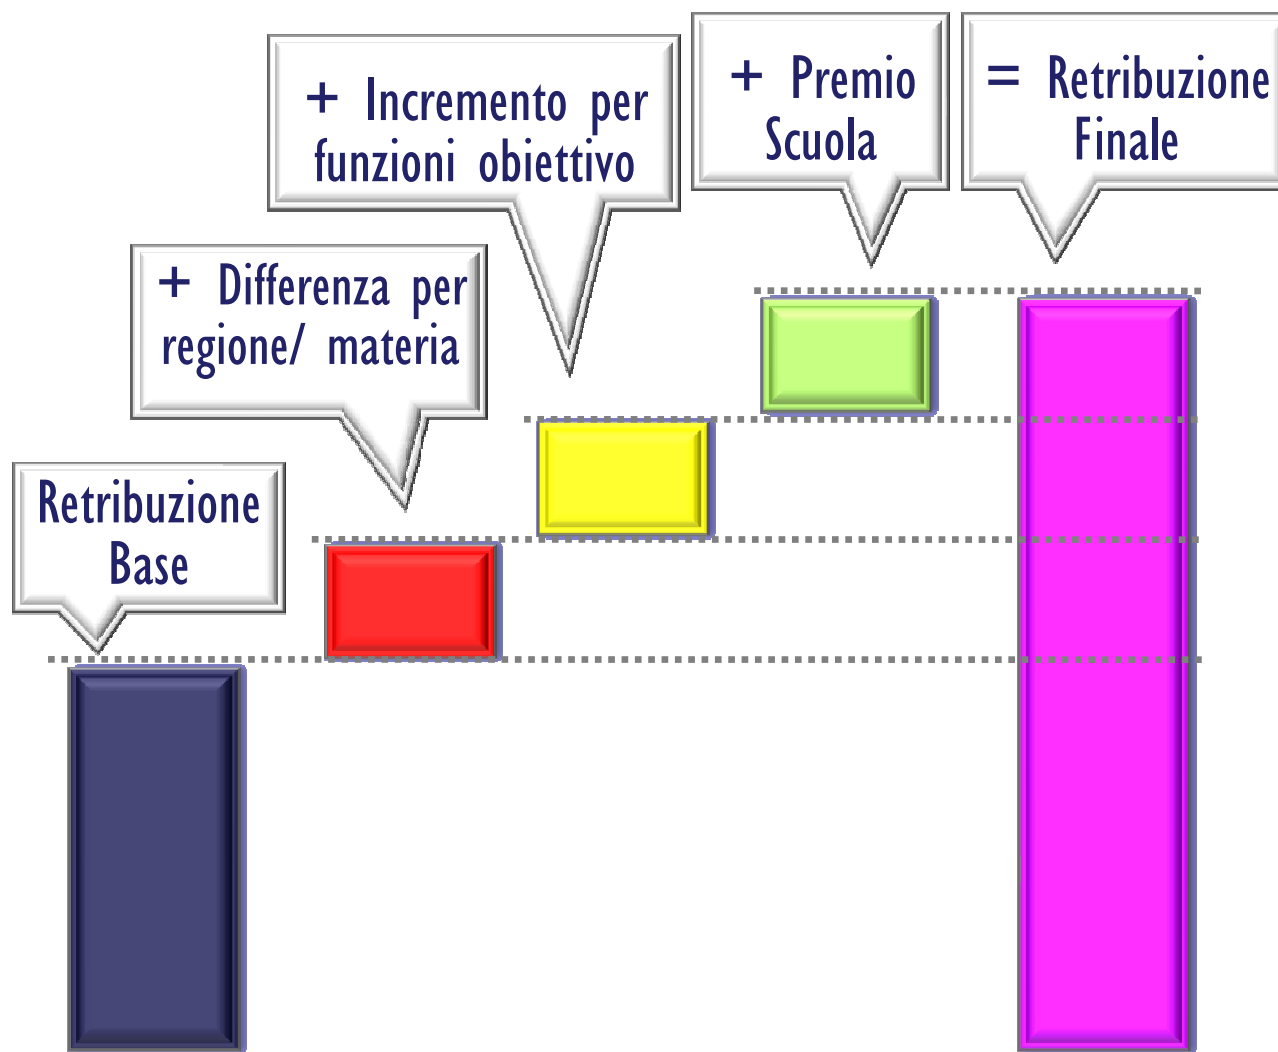 Retribuzione
Base
+ Differenza per
regione/ materia
+ Incremento per
funzioni obiettivo
+ Premio
Scuola
= Retribuzione
Finale